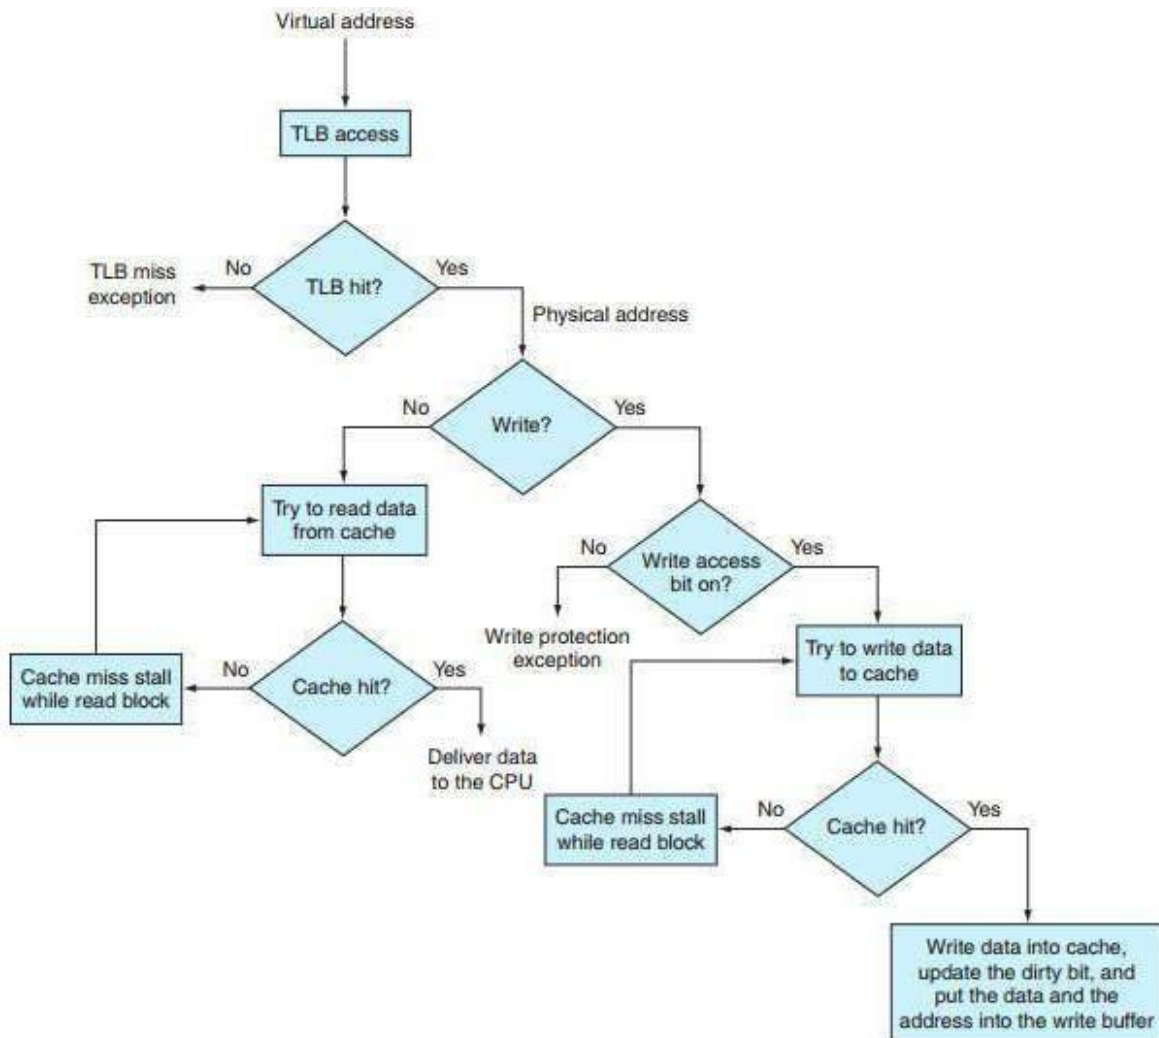 Virtual address
TLB access
No
Yes
TLB miss
exception
TLB hit?
Physical address
No
Yes
Write?
Try to read data
from cache
No
Yes
Write access
bit on?
Write protection
exception
Try to write data
to cache
Cache miss stall
while read block
No
Yes
Cache hit?
Deliver data
to the CPU
Cache miss stall
while read block
No
Yes
Cache hit?
Write data into cache,
update the dirty bit, and
put the data and the
address into the write buffer